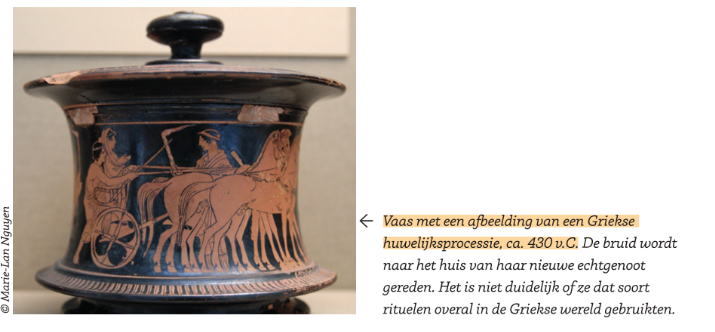 © Marie-Lan Nguyen
← Vaas met een afbeelding van een Griekse
huwelijksprocessie, ca. 430 v.C. De bruid wordt
naar het huis van haar nieuwe echtgenoot
gereden. Het is niet duidelijk of ze dat soort
rituelen overal in de Griekse wereld gebruikten.